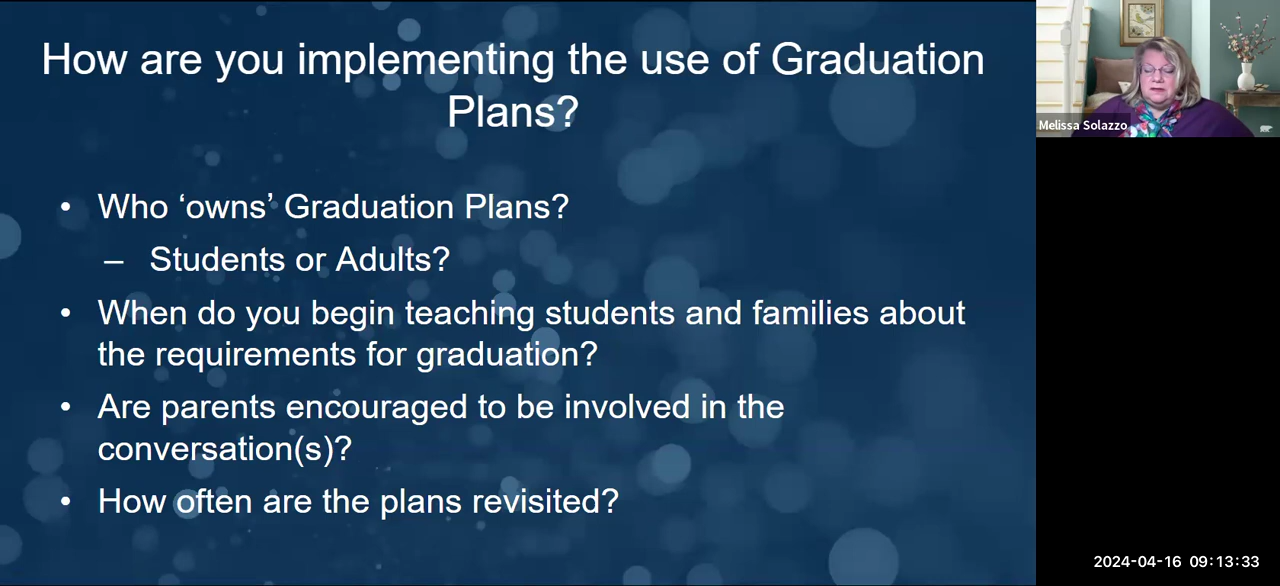 How are you implementing the use of Graduation
Plans?
• Who ‘owns’ Graduation Plans?
– Students or Adults?
• When do you begin teaching students and families about
the requirements for graduation?
• Are parents encouraged to be involved in the
conversation(s)?
• How often are the plans revisited?
Melissa Solazzo
2024-04-16 09:13:33